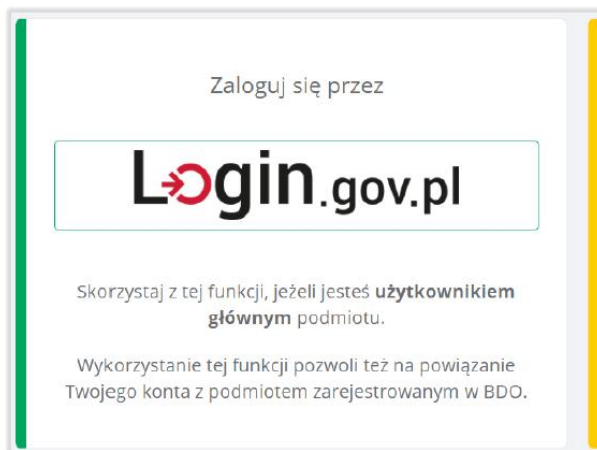 Zaloguj się przez
Login.gov.pl
Skorzystaj z tej funkcji, jeżeli jesteś użytkownikiem
głównym podmiotu.
Wykorzystanie tej funkcji pozwoli też na powiązanie
Twojego konta z podmiotem zarejestrowanym w BDO.